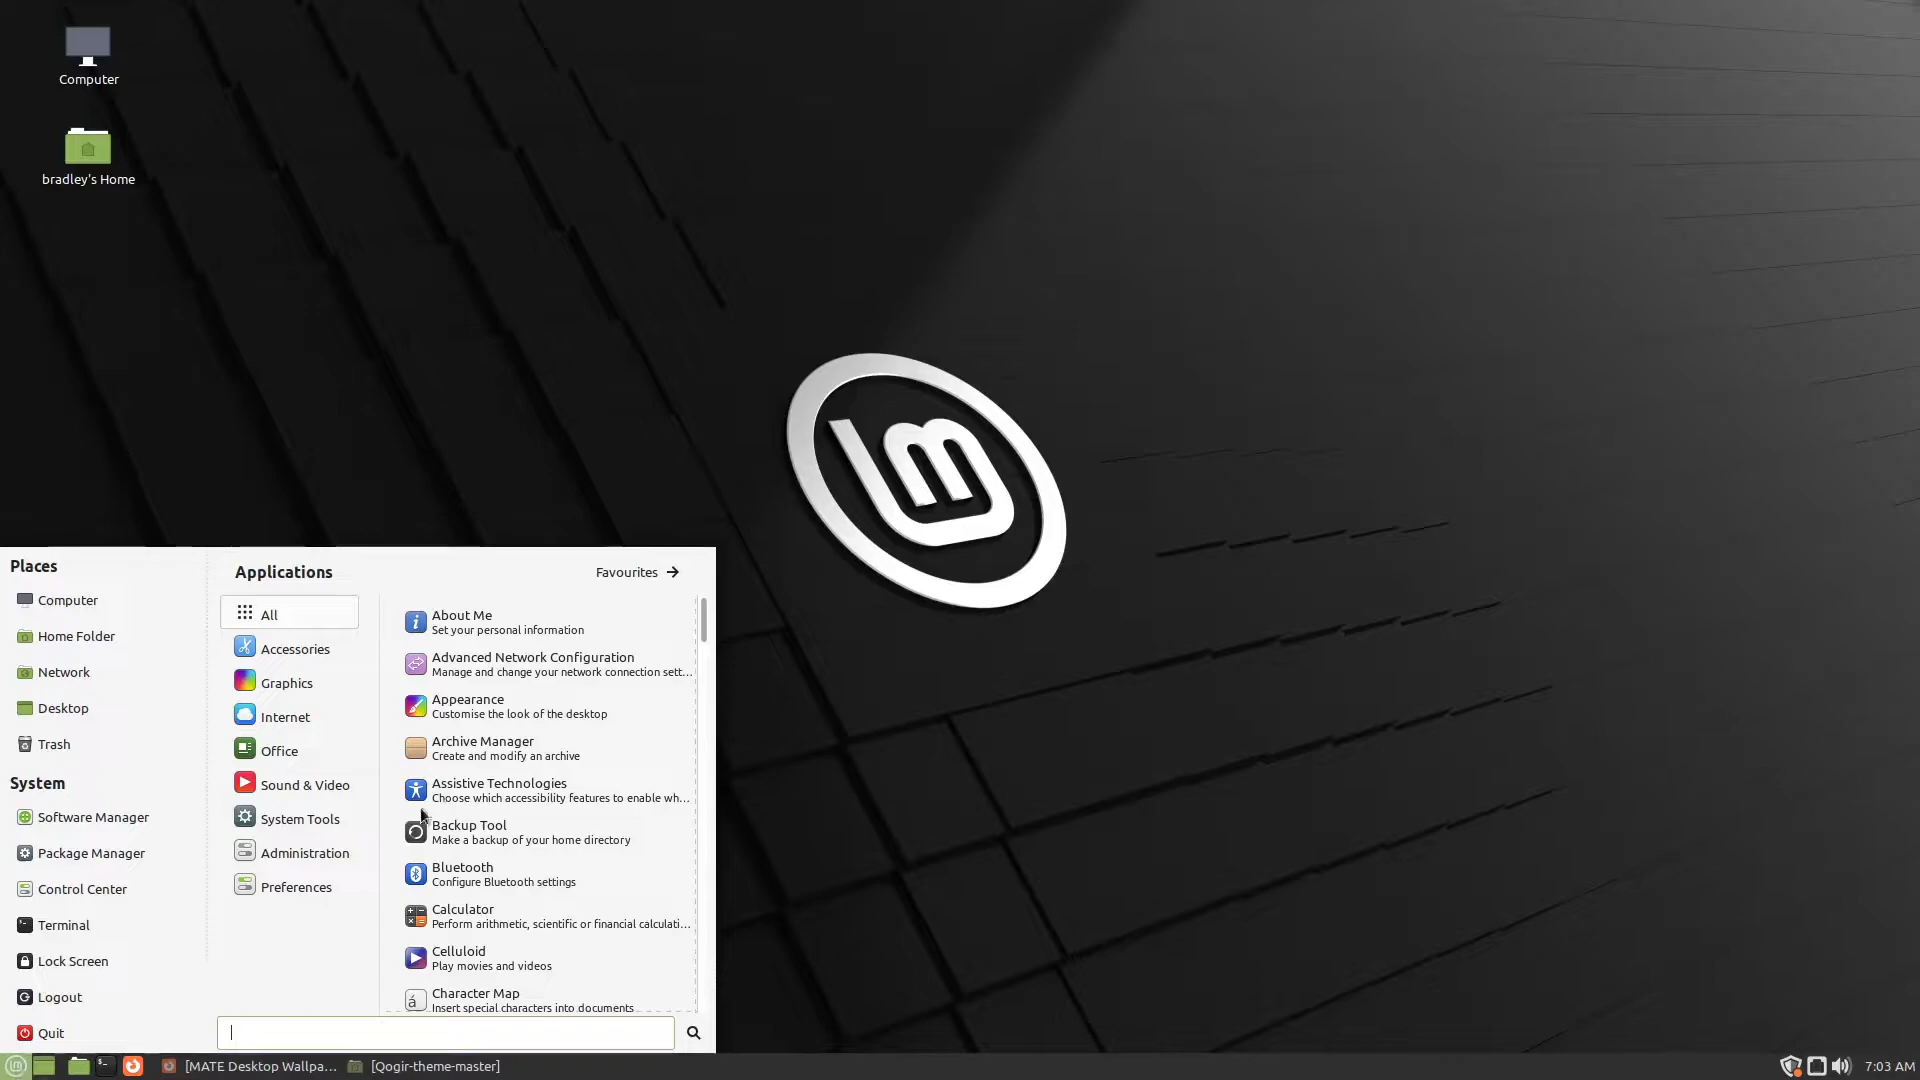 Computer
bradley's Home
Places
Computer
Home Folder
Network
Desktop
Trash
System
Software Manager
Package Manager
Control Center
Terminal
Lock Screen
Logout
Quit
Applications
Favourites
All
Accessories
Graphics
Internet
Office
Sound & Video
System Tools
Administration
Preferences
About Me
Set your personal information
Advanced Network Configuration
Manage and change your network connection sett...
Appearance
Customise the look of the desktop
Archive Manager
Create and modify an archive
Assistive Technologies
Choose which accessibility features to enable wh...
Backup Tool
Make a backup of your home directory
Bluetooth
Configure Bluetooth settings
Calculator
Perform arithmetic, scientific or financial calculati...
Celluloid
Play movies and videos
Character Map
Insert special characters into documents
[MATE Desktop Wallpa...
[Qogir-theme-master]
7:03 AM